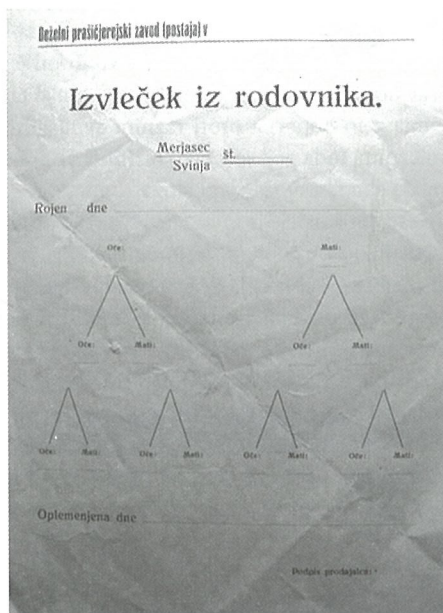 Deželni prašičjerejski zavod (postaja) v
Izvleček iz rodovnika.
Merjasec
Svinja
št.
Rojen dne
Oče: Mati:
Oče: Mati: Oče: Mati:
Oče: Mati: Oče: Mati: Oče: Mati: Oče: Mati:
Oplemenjena dne
Podpis prodajalca: